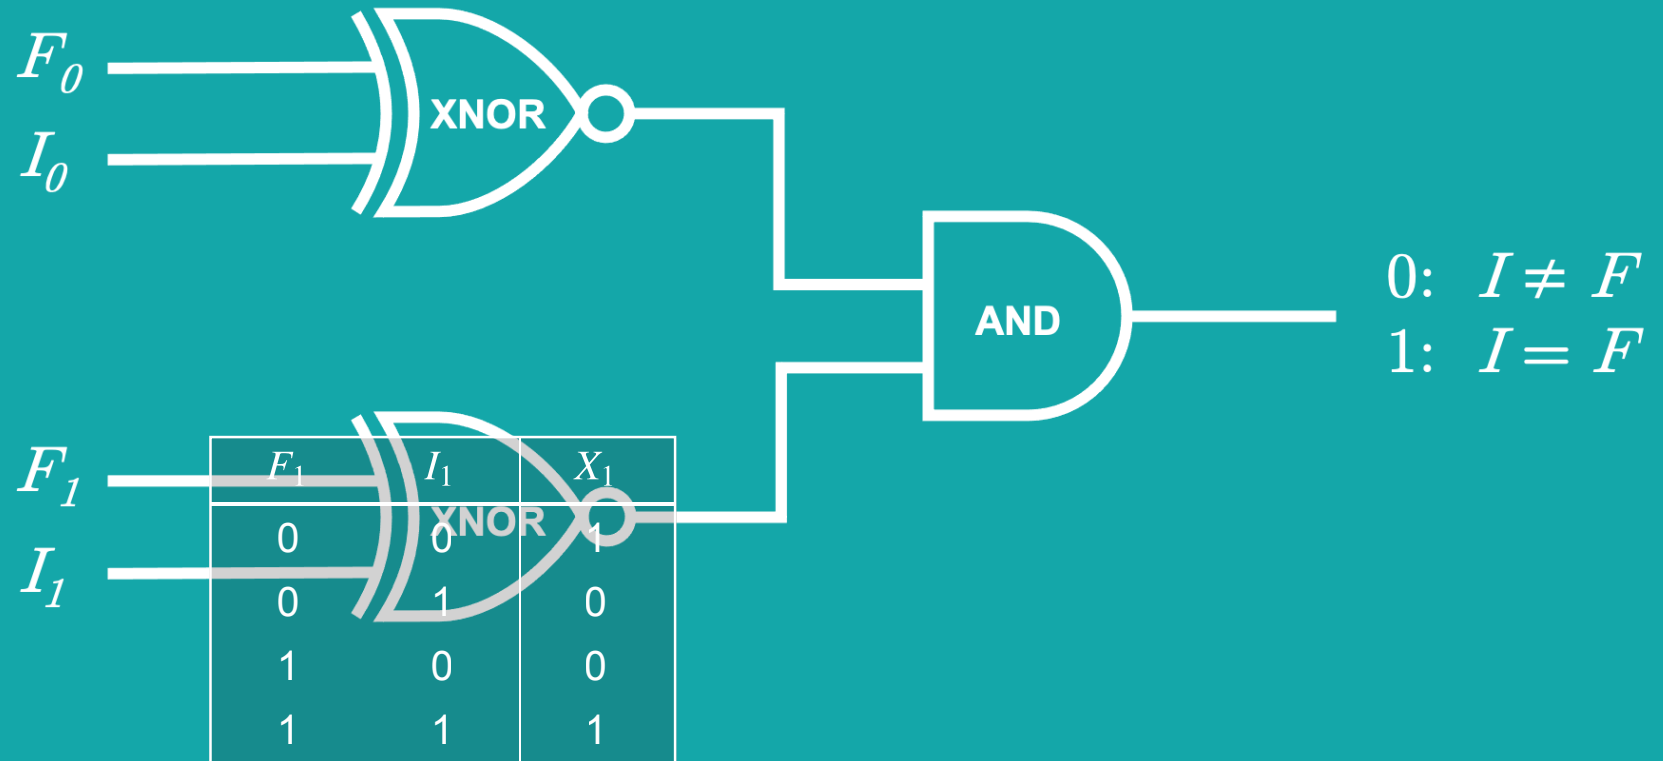 F₀
I₀
XNOR
AND
0: I ≠ F
1: I = F
F₁
I₁
XNOR
F₁ I₁ X₁
0 0 1
0 1 0
1 0 0
1 1 1